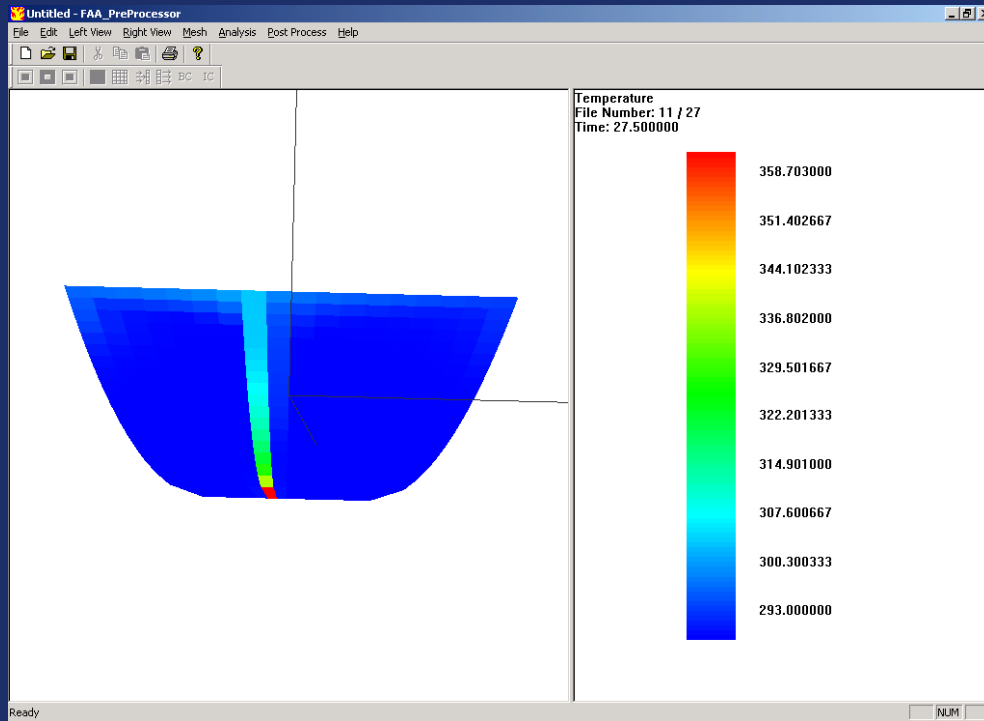 Untitled - FAA_PreProcessor
File Edit Left View Right View Mesh Analysis Post Process Help
BC IC
Temperature
File Number: 11 / 27
Time: 27.500000
358.703000
351.402667
344.102333
336.802000
329.501667
322.201333
314.901000
307.600667
300.300333
293.000000
Ready
NUM